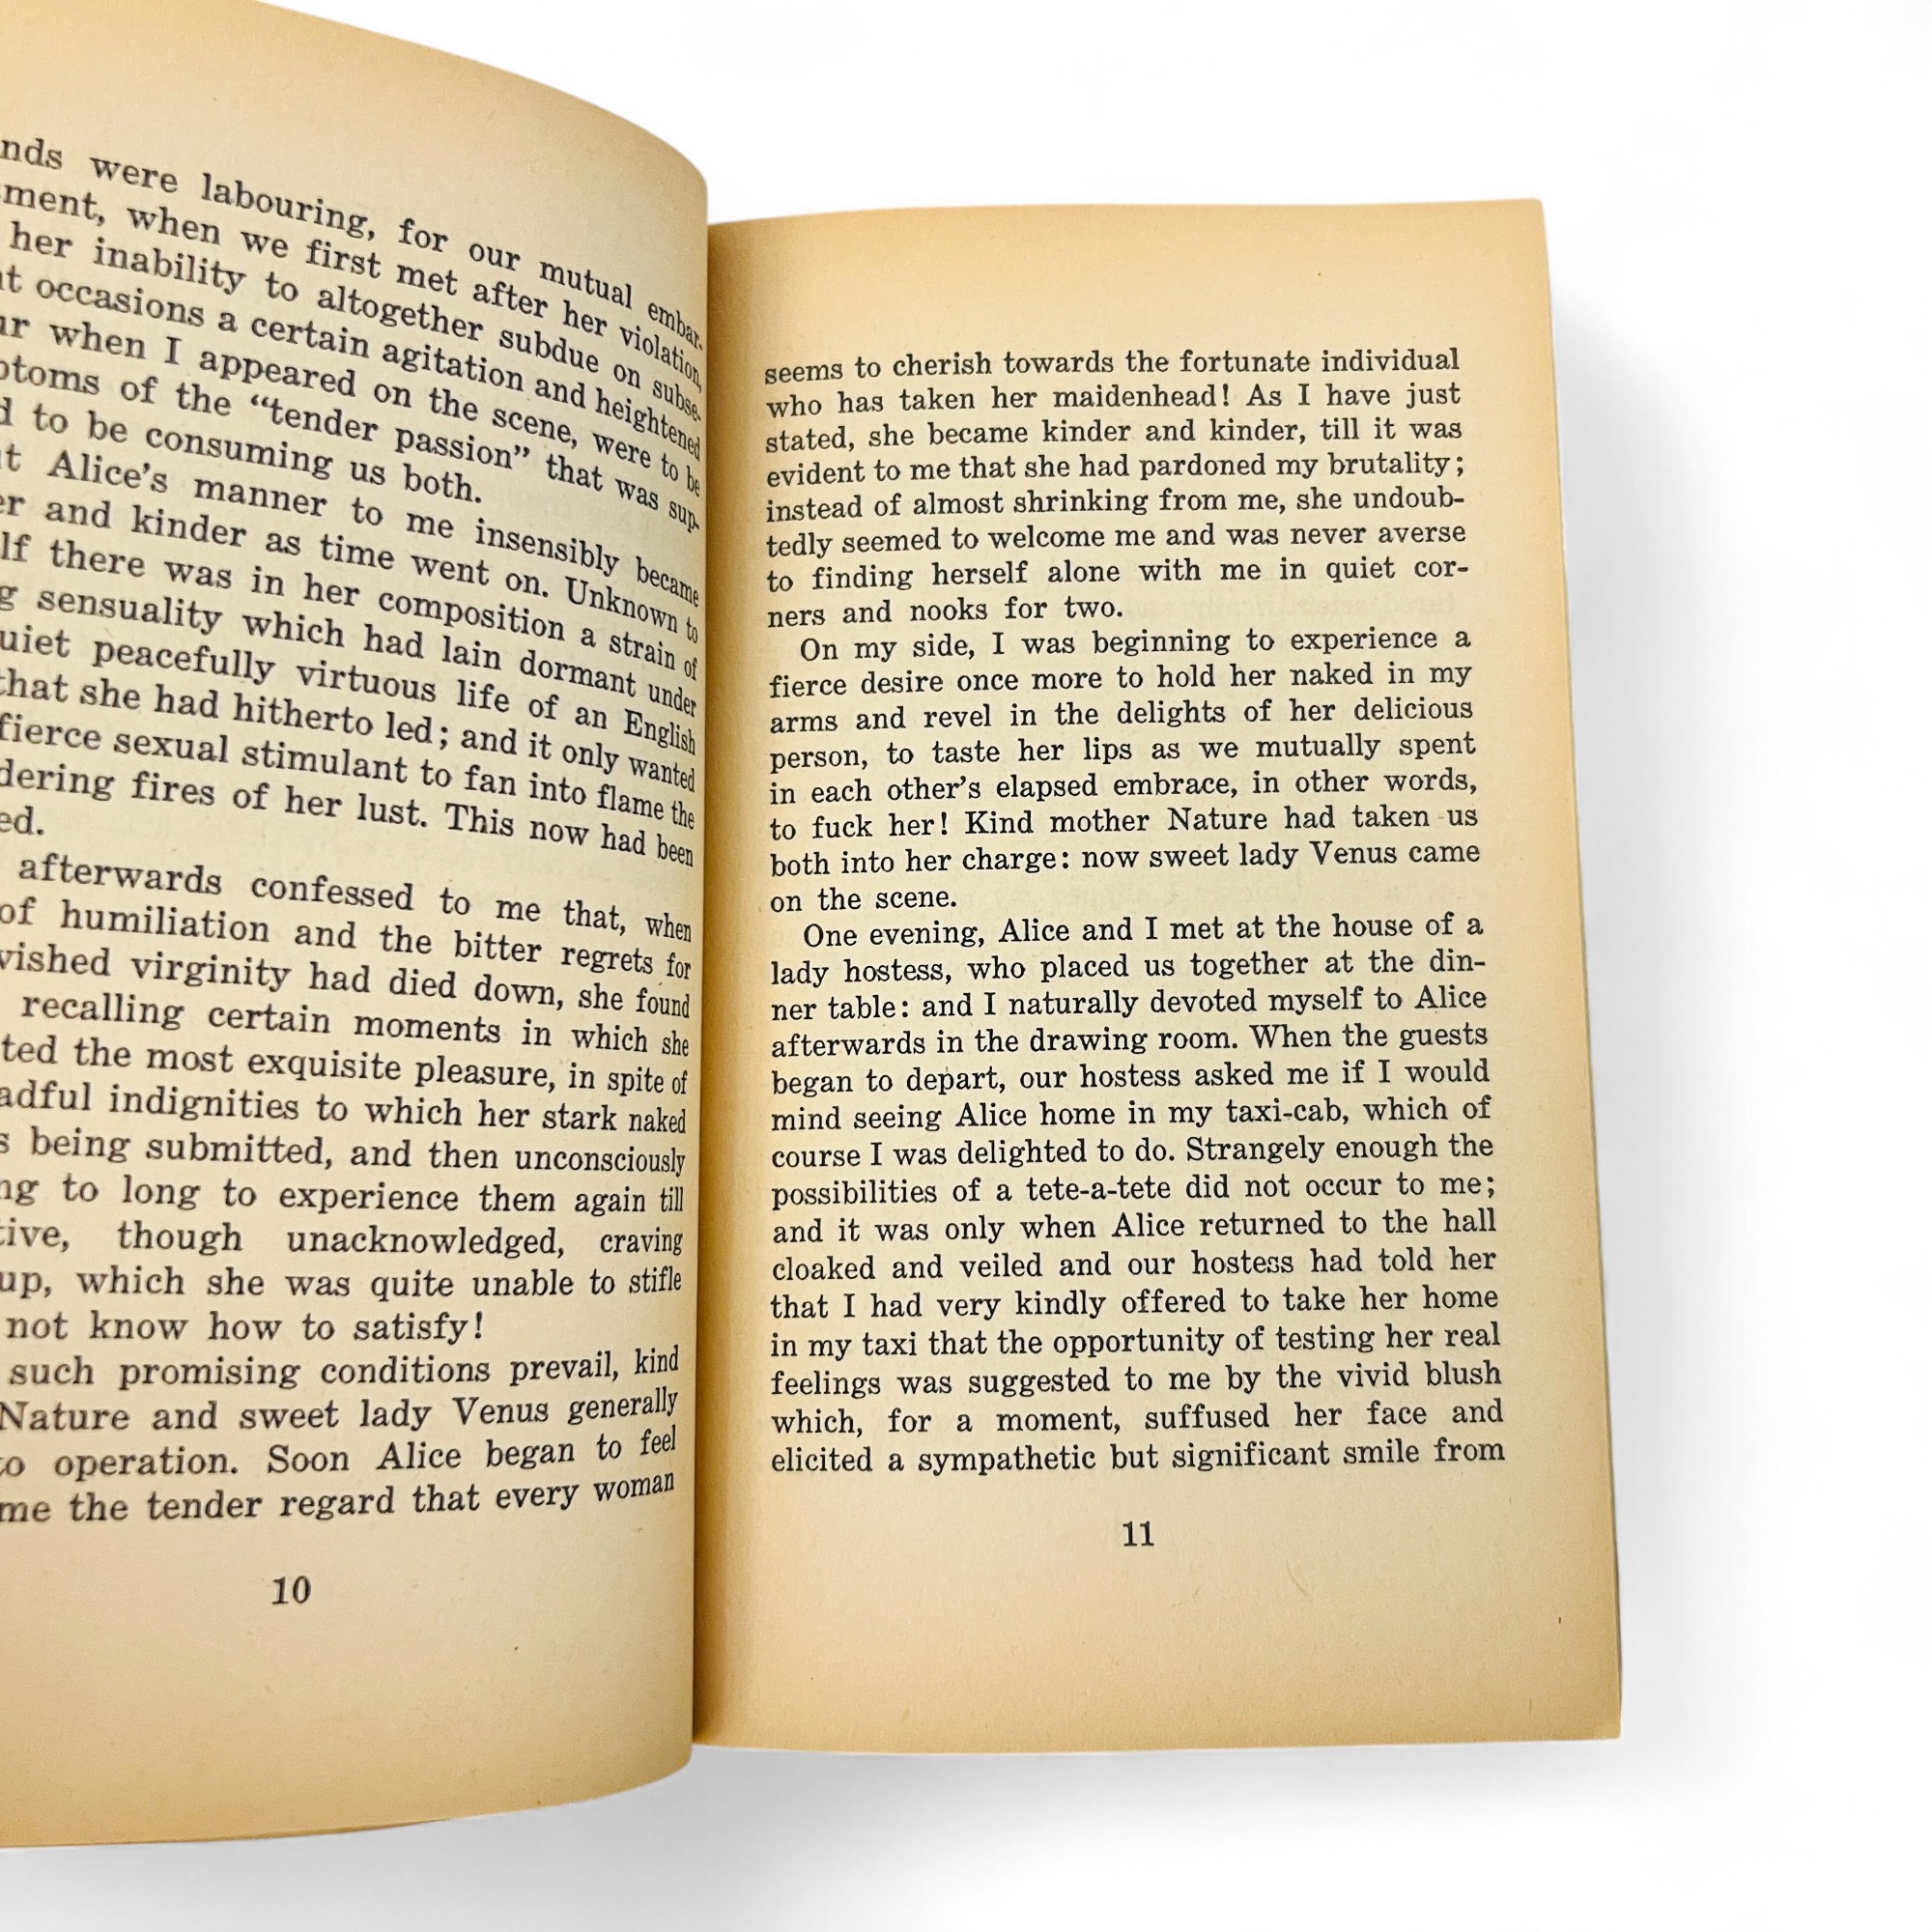 nds were labouring, for our mutual embar-
ment, when we first met after her violation,
her inability to altogether subdue on subse-
nt occasions a certain agitation and heightened
ur when I appeared on the scene, were to be
ptoms of the “tender passion” that was sup-
d to be consuming us both.
t Alice’s manner to me insensibly became
er and kinder as time went on. Unknown to
lf there was in her composition a strain of
g sensuality which had lain dormant under
uiet peacefully virtuous life of an English
that she had hitherto led; and it only wanted
fierce sexual stimulant to fan into flame the
dering fires of her lust. This now had been
ed.
afterwards confessed to me that, when
of humiliation and the bitter regrets for
vished virginity had died down, she found
recalling certain moments in which she
ted the most exquisite pleasure, in spite of
adful indignities to which her stark naked
s being submitted, and then unconsciously
ng to long to experience them again till
tive, though unacknowledged, craving
up, which she was quite unable to stifle
not know how to satisfy!
such promising conditions prevail, kind
Nature and sweet lady Venus generally
to operation. Soon Alice began to feel
me the tender regard that every woman
10
seems to cherish towards the fortunate individual
who has taken her maidenhead! As I have just
stated, she became kinder and kinder, till it was
evident to me that she had pardoned my brutality;
instead of almost shrinking from me, she undoub-
tedly seemed to welcome me and was never averse
to finding herself alone with me in quiet cor-
ners and nooks for two.
On my side, I was beginning to experience a
fierce desire once more to hold her naked in my
arms and revel in the delights of her delicious
person, to taste her lips as we mutually spent
in each other’s elapsed embrace, in other words,
to fuck her! Kind mother Nature had taken us
both into her charge: now sweet lady Venus came
on the scene.
One evening, Alice and I met at the house of a
lady hostess, who placed us together at the din-
ner table: and I naturally devoted myself to Alice
afterwards in the drawing room. When the guests
began to depart, our hostess asked me if I would
mind seeing Alice home in my taxi-cab, which of
course I was delighted to do. Strangely enough the
possibilities of a tete-a-tete did not occur to me;
and it was only when Alice returned to the hall
cloaked and veiled and our hostess had told her
that I had very kindly offered to take her home
in my taxi that the opportunity of testing her real
feelings was suggested to me by the vivid blush
which, for a moment, suffused her face and
elicited a sympathetic but significant smile from
11